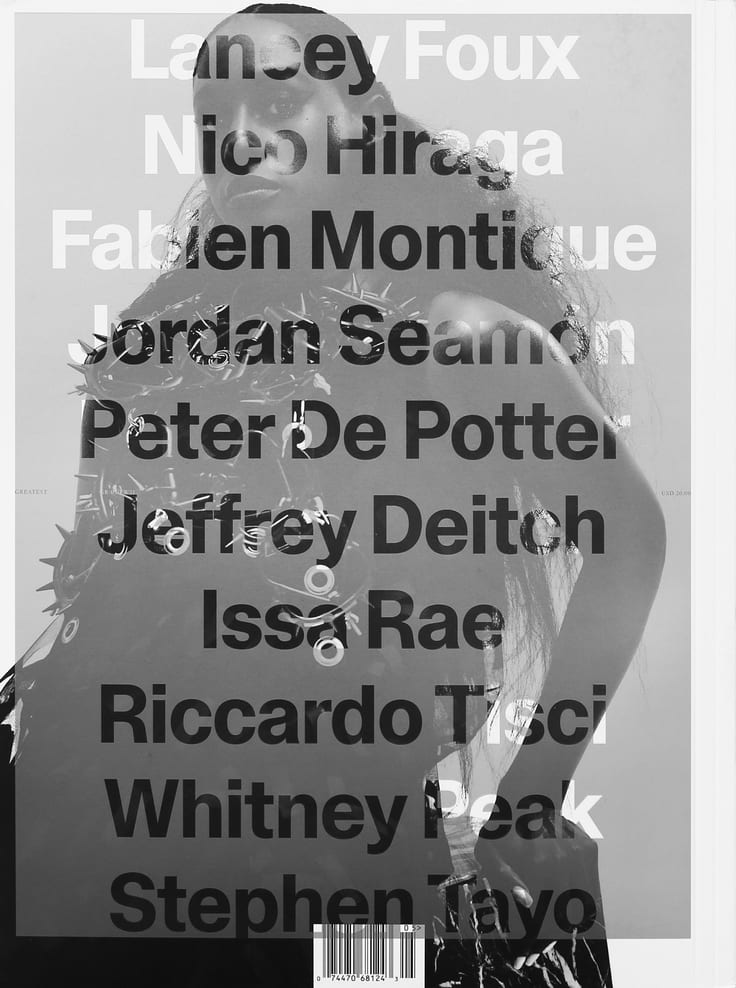 Lancey Foux
Nico Hiraga
Fabien Montique
Jordan Seamón
Peter De Potter
GREATEST
USD 20.00
Jeffrey Deitch
Issa Rae
Riccardo Tisci
Whitney Peak
Stephen Tayo
05>
0 74470 68124 3